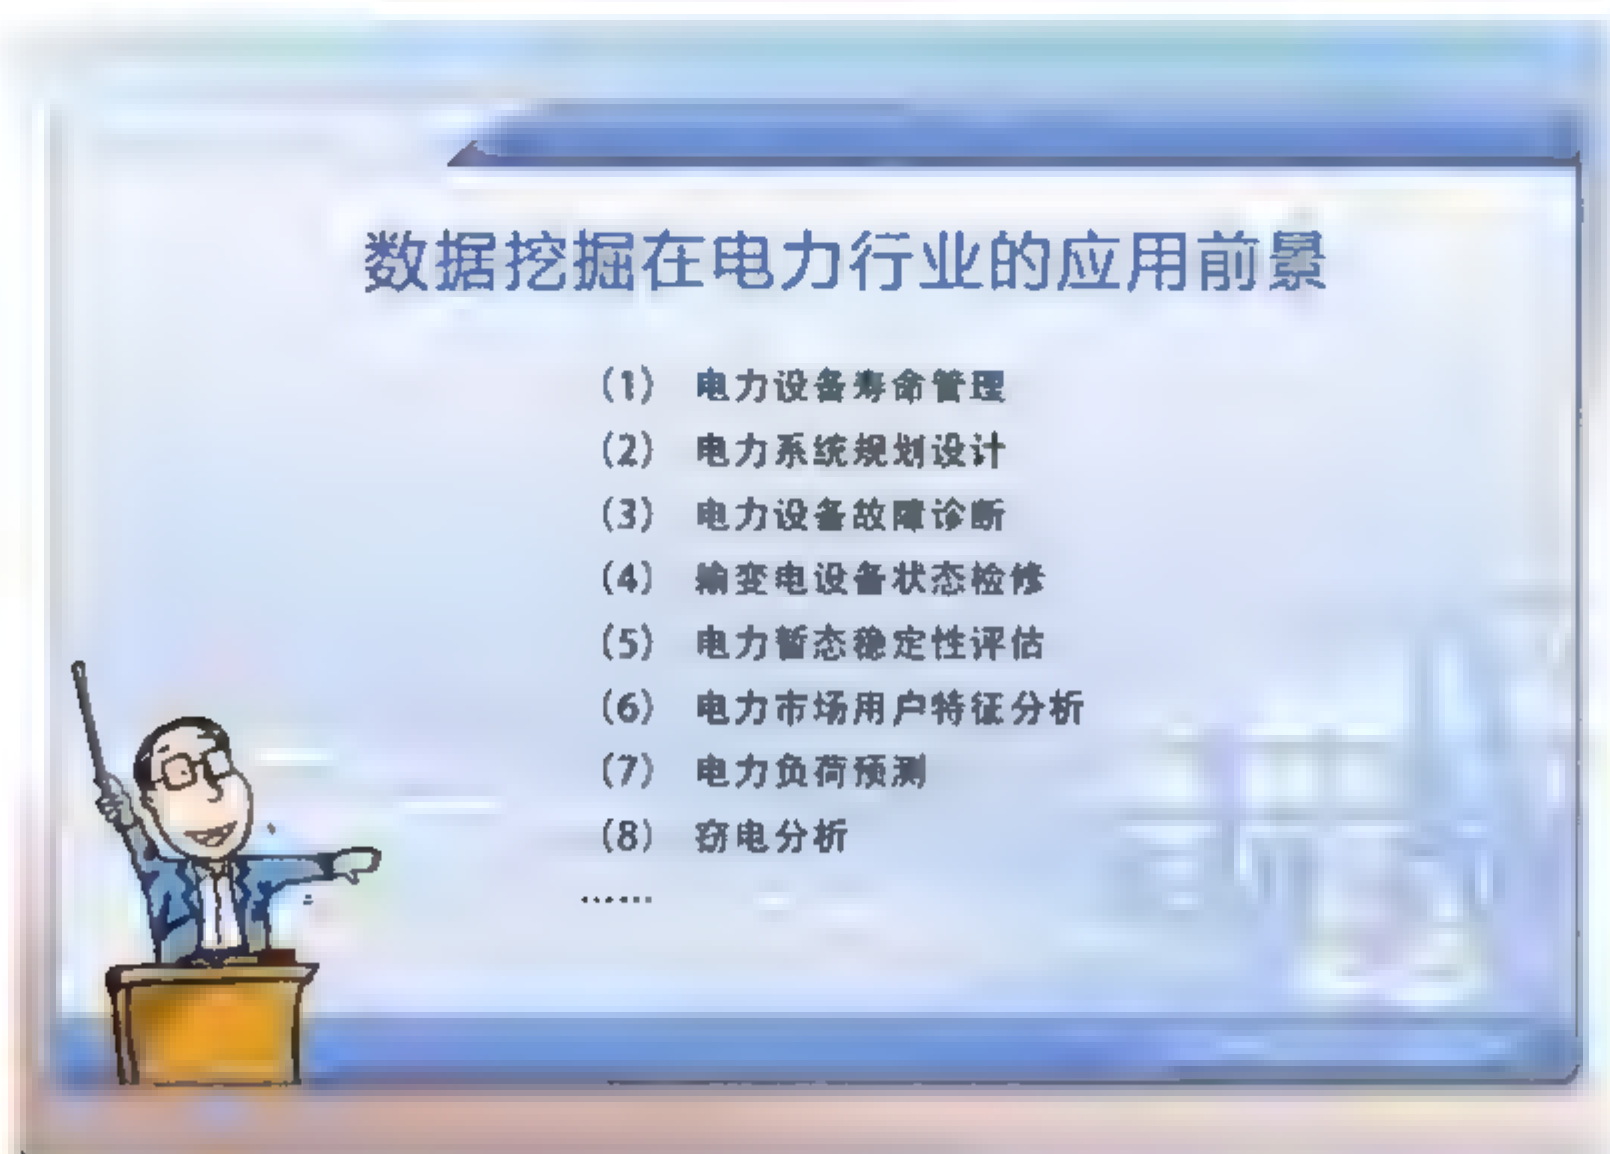 数据挖掘在电力行业的应用前景
(1) 电力设备寿命管理
(2) 电力系统规划设计
(3) 电力设备故障诊断
(4) 输变电设备状态检修
(5) 电力暂态稳定性评估
(6) 电力市场用户特征分析
(7) 电力负荷预测
(8) 窃电分析
......